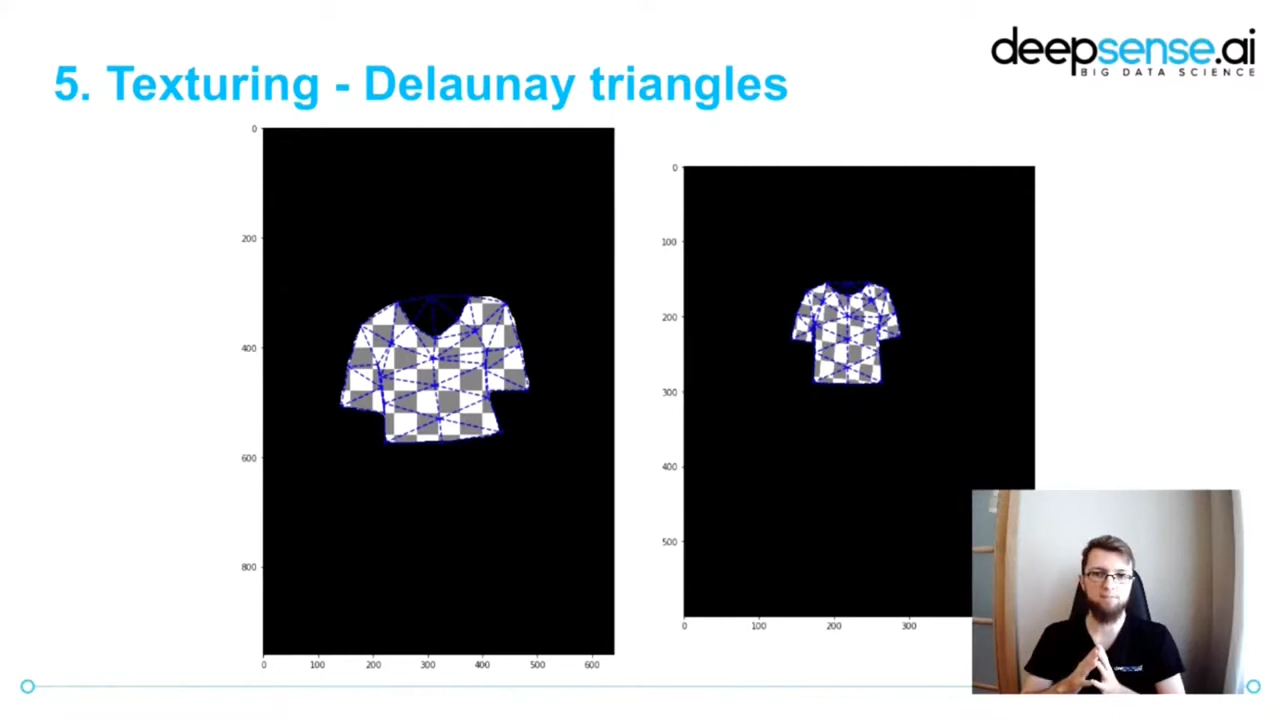 deepsense.ai
BIG DATA SCIENCE
5. Texturing - Delaunay triangles
0
200
400
600
800
0 100 200 300 400 500 600
0
100
200
300
400
500
0 100 200 300